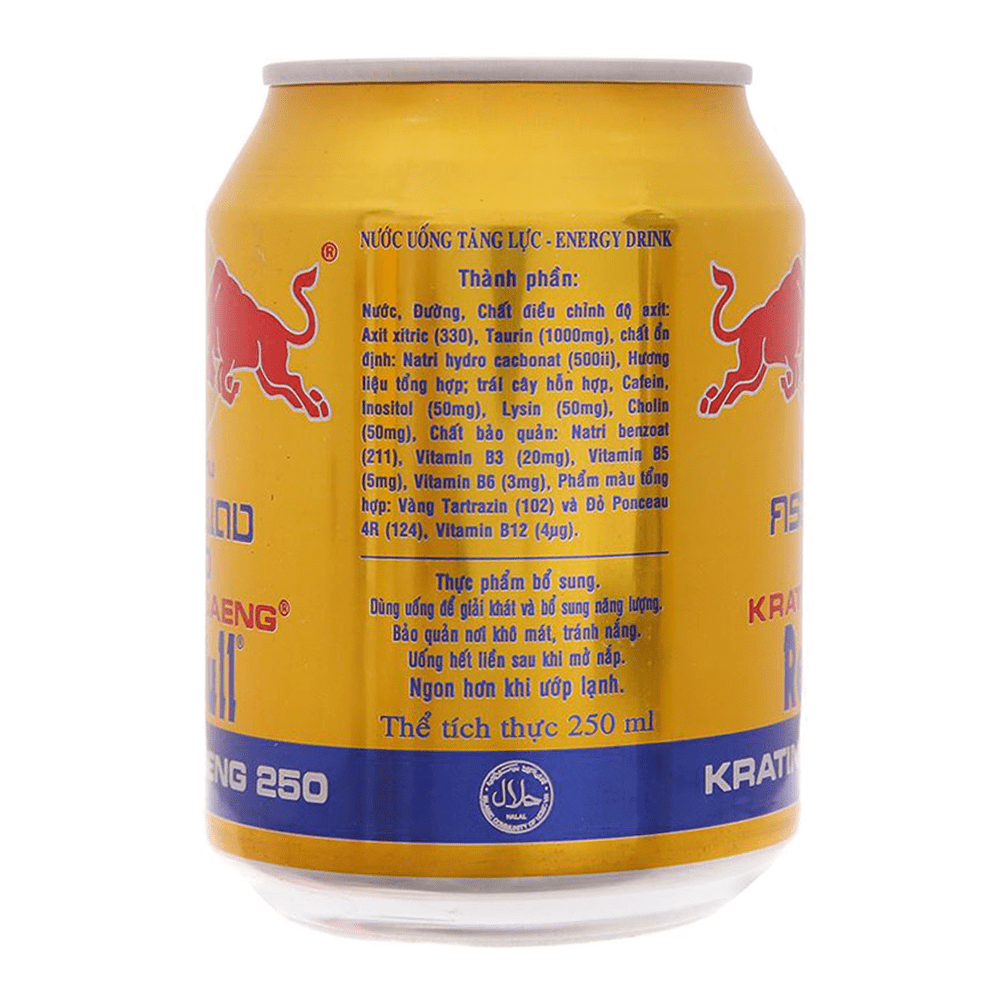 NƯỚC UỐNG TĂNG LỰC - ENERGY DRINK
Thành phần:
Nước, Đường, Chất điều chỉnh độ axit:
Axit xitric (330), Taurin (1000mg), chất ổn
định: Natri hydro cacbonat (500ii), Hương
liệu tổng hợp; trái cây hỗn hợp, Cafein,
Inositol (50mg), Lysin (50mg), Cholin
(50mg), Chất bảo quản: Natri benzoat
(211), Vitamin B3 (20mg), Vitamin B5
(5mg), Vitamin B6 (3mg), Phẩm màu tổng
hợp: Vàng Tartrazin (102) và Đỏ Ponceau
4R (124), Vitamin B12 (4µg).
Thực phẩm bổ sung.
Dùng uống để giải khát và bổ sung năng lượng.
Bảo quản nơi khô mát, tránh nắng.
Uống hết liền sau khi mở nắp.
Ngon hơn khi ướp lạnh.
Thể tích thực 250 ml
AENG®
ull®
ENG 250
KRAT
R
KRATIN
حلال
HALAL